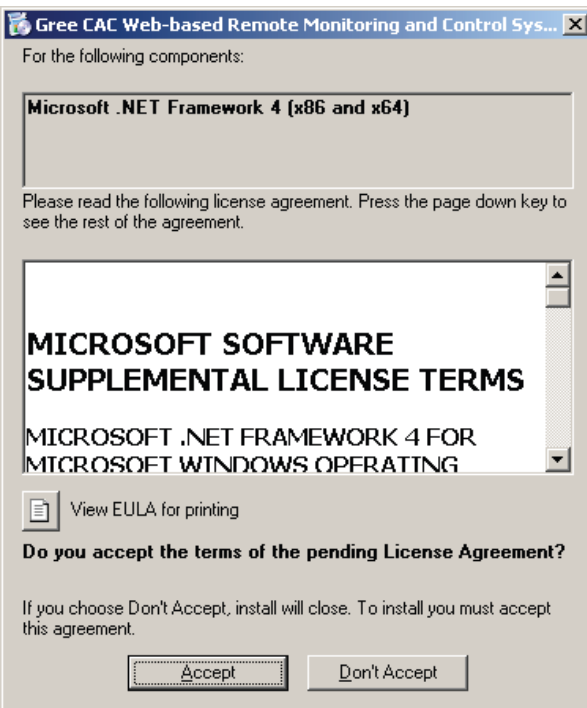 Gree CAC Web-based Remote Monitoring and Control Sys...
For the following components:
Microsoft .NET Framework 4 (x86 and x64)
Please read the following license agreement. Press the page down key to
see the rest of the agreement.
MICROSOFT SOFTWARE
SUPPLEMENTAL LICENSE TERMS
MICROSOFT .NET FRAMEWORK 4 FOR
MICROSOFT WINDOWS OPERATING
View EULA for printing
Do you accept the terms of the pending License Agreement?
If you choose Don't Accept, install will close. To install you must accept
this agreement.
Accept
Don't Accept